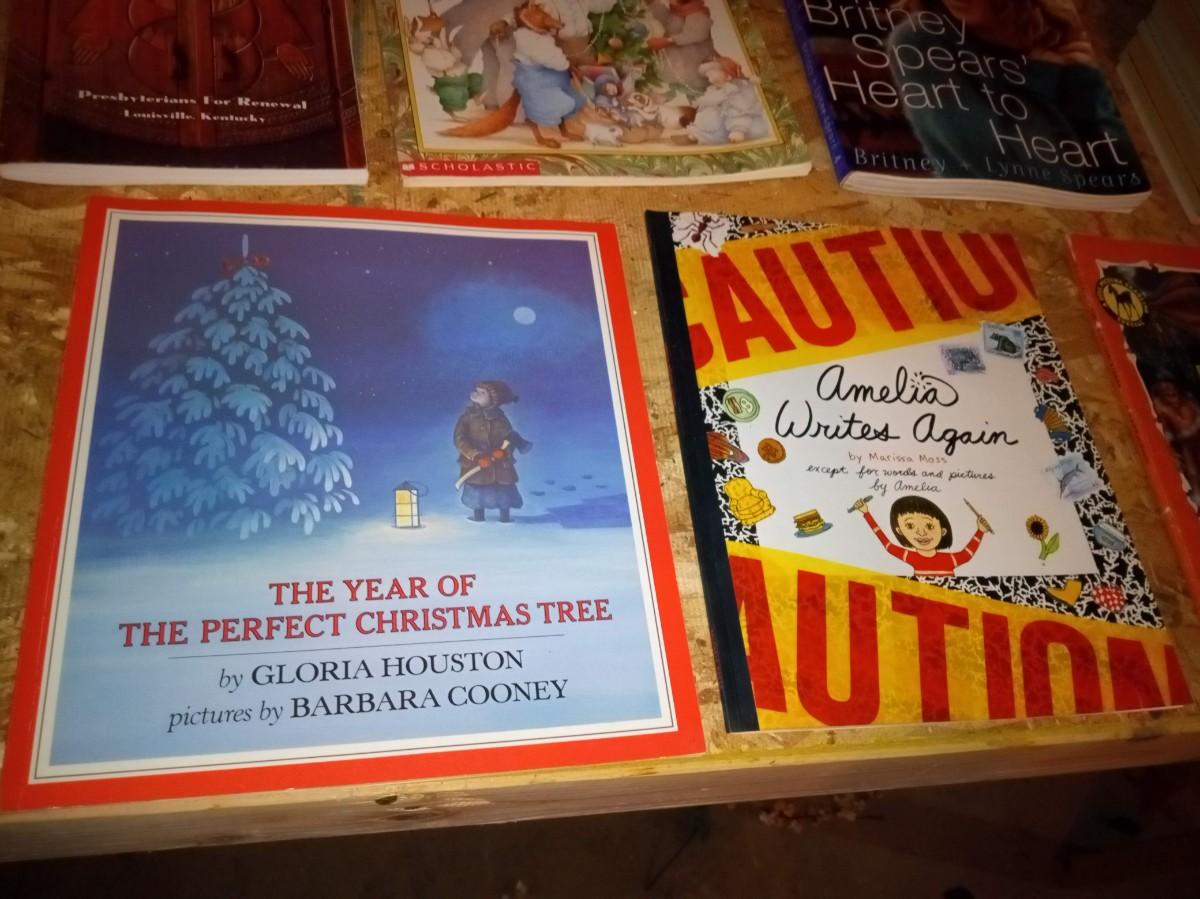 Presbyterians For Renewal
Louisville, Kentucky
SCHOLASTIC
Britney
Spears'
Heart to
Heart
Britney + Lynne Spears
THE YEAR OF
THE PERFECT CHRISTMAS TREE
by GLORIA HOUSTON
pictures by BARBARA COONEY
CAUTIO
Amelia
Writes Again
by Marissa Moss
except for words and pictures
by Amelia
AUTION